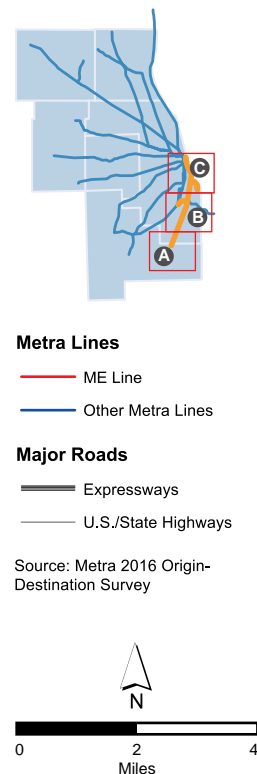 C
B
A
Metra Lines
ME Line
Other Metra Lines
Major Roads
Expressways
U.S./State Highways
Source: Metra 2016 Origin-
Destination Survey
N
0 2 4
Miles